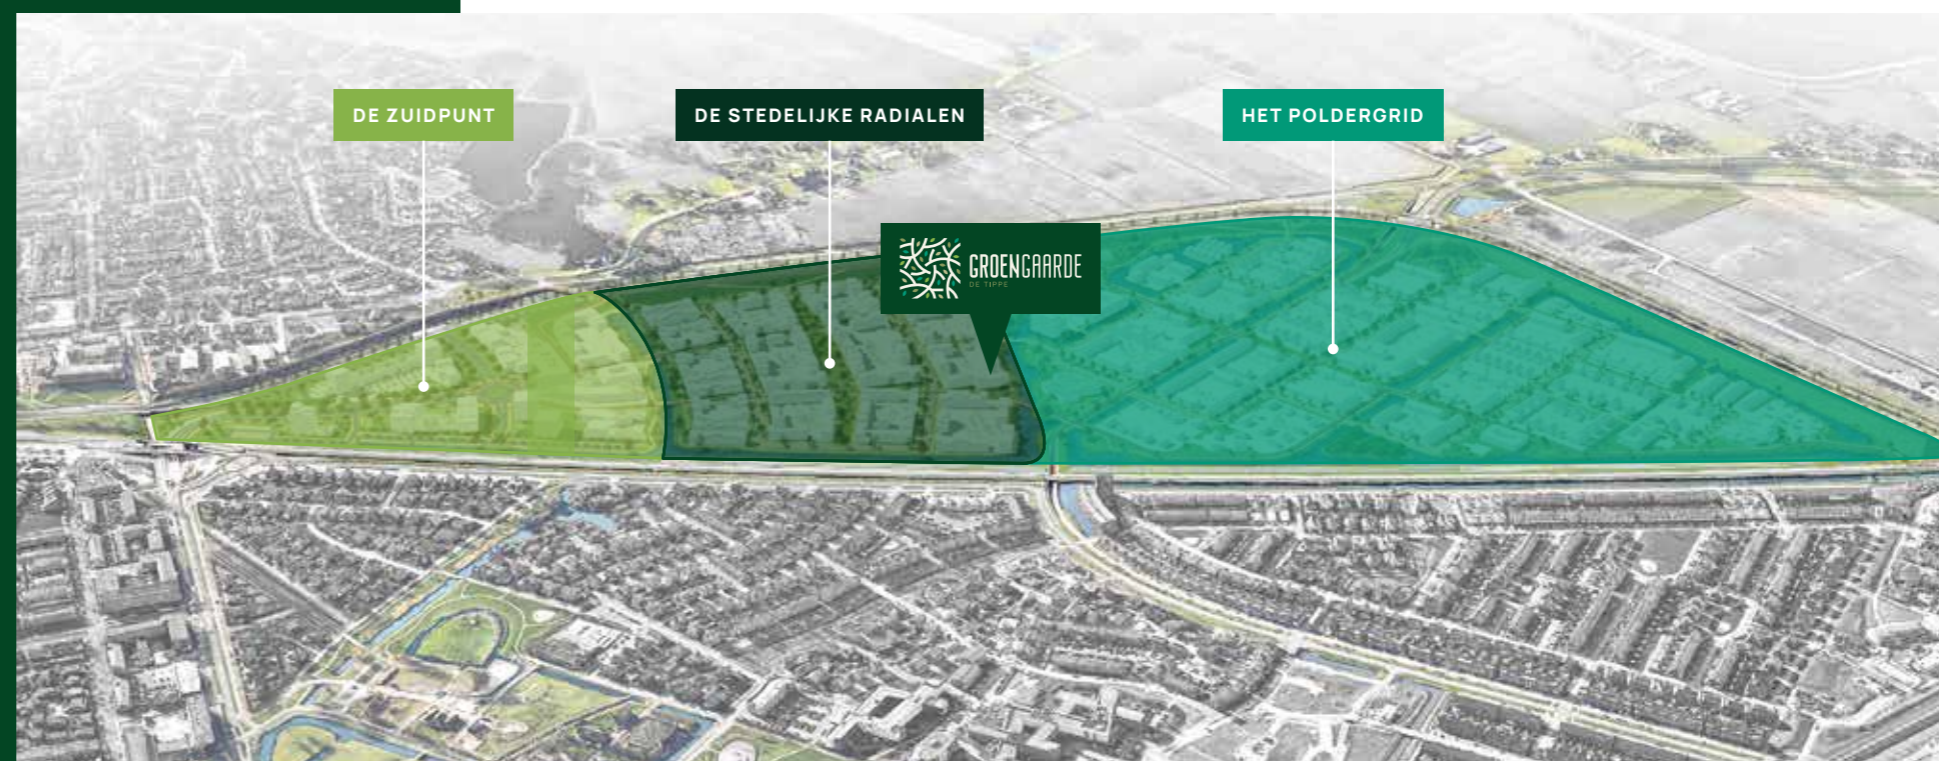 DE ZUIDPUNT
DE STEDELIJKE RADIALEN
HET POLDERGRID
GROENGAARDE
DE TIPPE